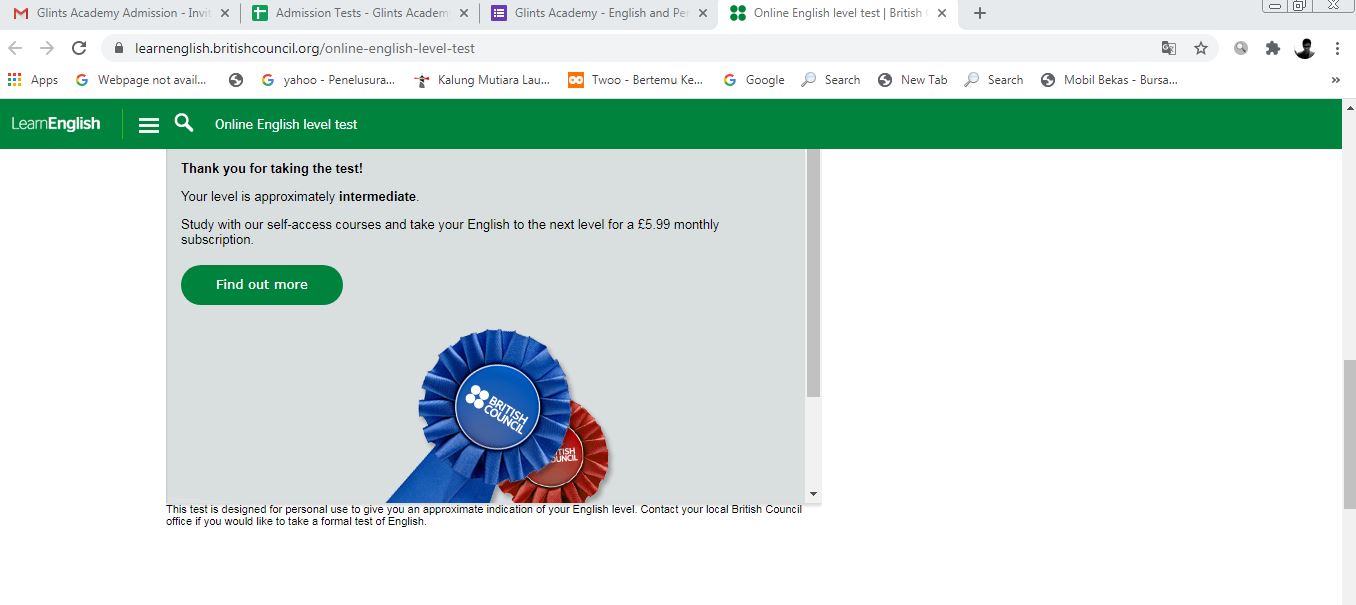 Glints Academy Admission - Invit
Admission Tests - Glints Academ
Glints Academy - English and Per
Online English level test | British
learnenglish.britishcouncil.org/online-english-level-test
Apps
Webpage not avail...
yahoo - Penelusura...
Kalung Mutiara Lau...
Twoo - Bertemu Ke...
Google
Search
New Tab
Search
Mobil Bekas - Bursa...
LearnEnglish
Online English level test
Thank you for taking the test!
Your level is approximately intermediate.
Study with our self-access courses and take your English to the next level for a £5.99 monthly
subscription.
Find out more
BRITISH
COUNCIL
TISH
UNCIL
This test is designed for personal use to give you an approximate indication of your English level. Contact your local British Council
office if you would like to take a formal test of English.